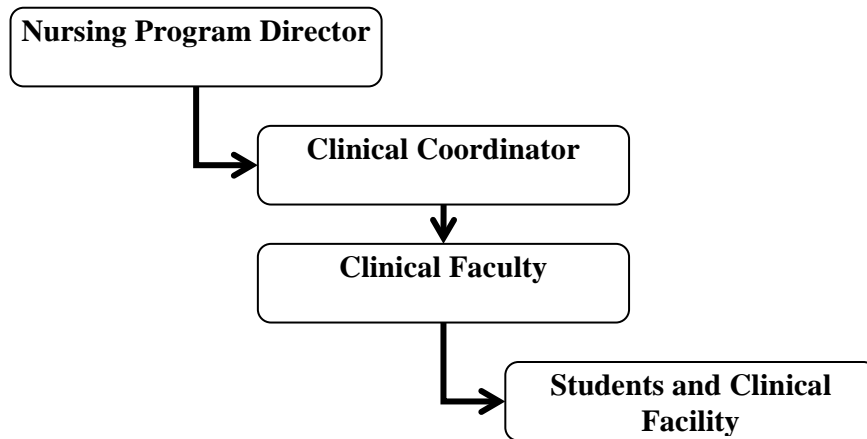 Nursing Program Director
Clinical Coordinator
Clinical Faculty
Students and Clinical
Facility